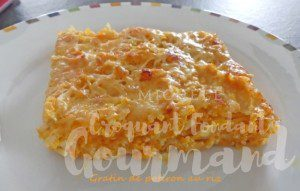 Croquant Fondant
Gourmand
Gratin de potiron au riz